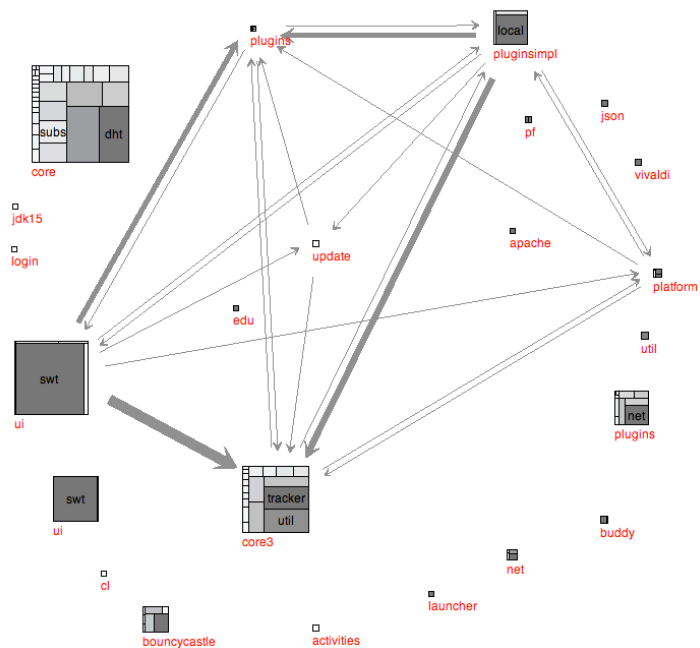 local
plugins
pluginsimpl
json
pf
subs
dht
core
vivaldi
jdk15
apache
login
update
platform
edu
util
swt
ui
net
plugins
tracker
util
core3
swt
ui
buddy
net
cl
launcher
bouncycastle
activities